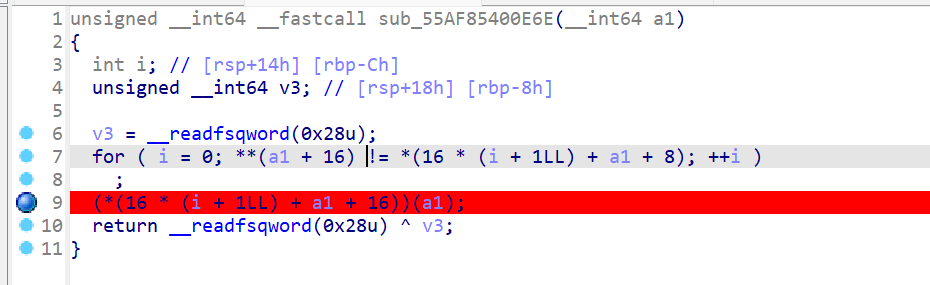 1 unsigned __int64 __fastcall sub_55AF85400E6E(__int64 a1)
2 {
3 int i; // [rsp+14h] [rbp-Ch]
4 unsigned __int64 v3; // [rsp+18h] [rbp-8h]
5
6 v3 = __readfsqword(0x28u);
7 for ( i = 0; **(a1 + 16) != *(16 * (i + 1LL) + a1 + 8); ++i )
8 ;
9 (*(16 * (i + 1LL) + a1 + 16))(a1);
10 return __readfsqword(0x28u) ^ v3;
11 }